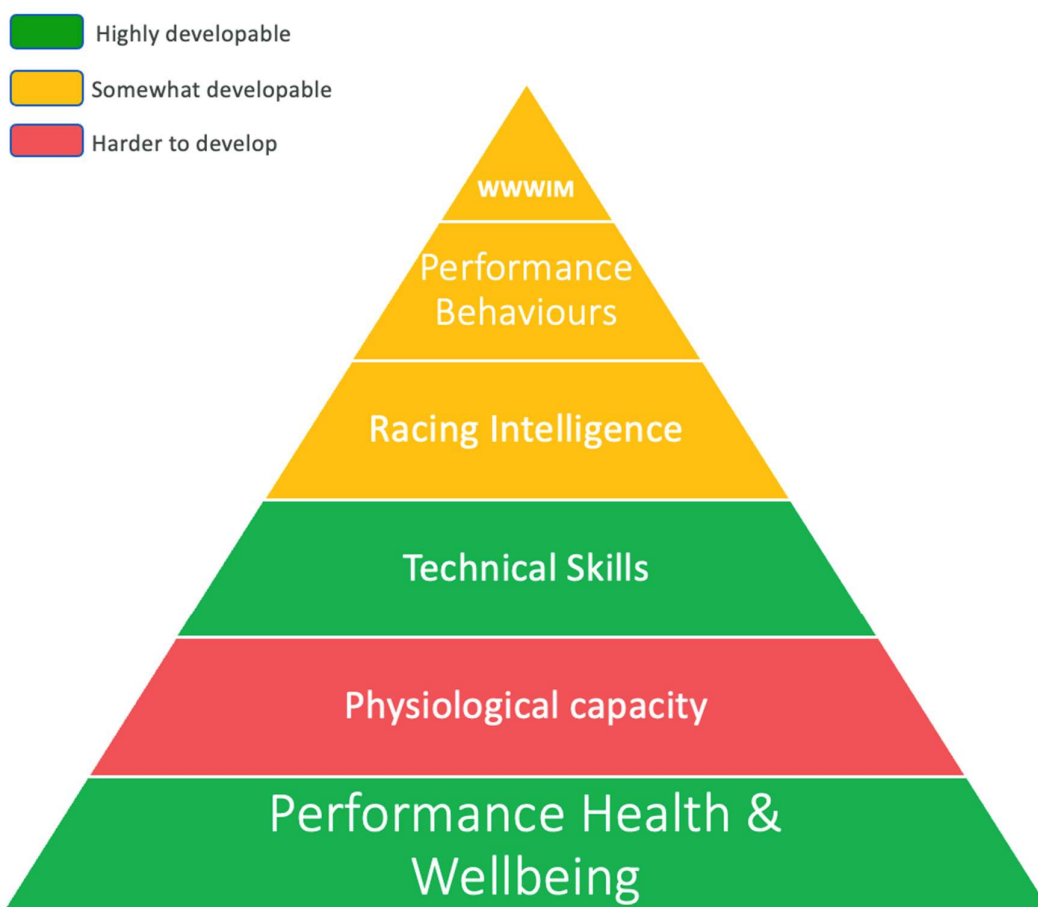 Highly developable
Somewhat developable
Harder to develop
WWWIM
Performance
Behaviours
Racing Intelligence
Technical Skills
Physiological capacity
Performance Health &
Wellbeing